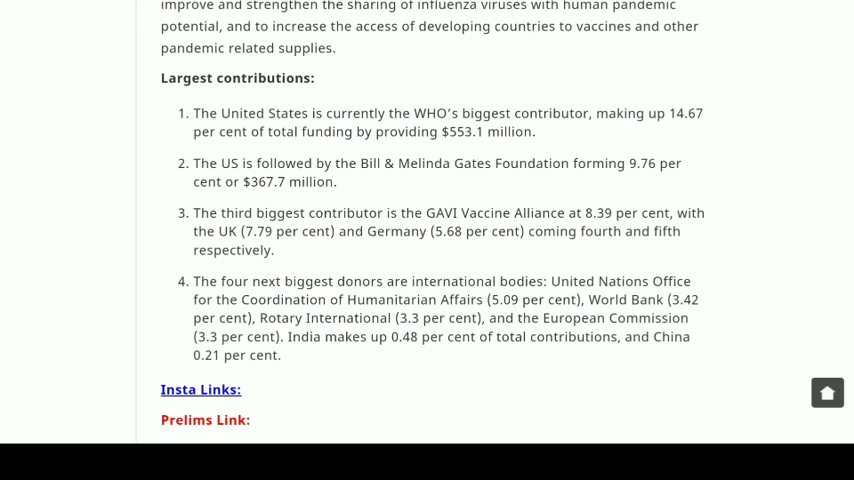 improve and strengthen the sharing of influenza viruses with human pandemic
potential, and to increase the access of developing countries to vaccines and other
pandemic related supplies.
Largest contributions:
1. The United States is currently the WHO’s biggest contributor, making up 14.67
per cent of total funding by providing $553.1 million.
2. The US is followed by the Bill & Melinda Gates Foundation forming 9.76 per
cent or $367.7 million.
3. The third biggest contributor is the GAVI Vaccine Alliance at 8.39 per cent, with
the UK (7.79 per cent) and Germany (5.68 per cent) coming fourth and fifth
respectively.
4. The four next biggest donors are international bodies: United Nations Office
for the Coordination of Humanitarian Affairs (5.09 per cent), World Bank (3.42
per cent), Rotary International (3.3 per cent), and the European Commission
(3.3 per cent). India makes up 0.48 per cent of total contributions, and China
0.21 per cent.
Insta Links:
Prelims Link: